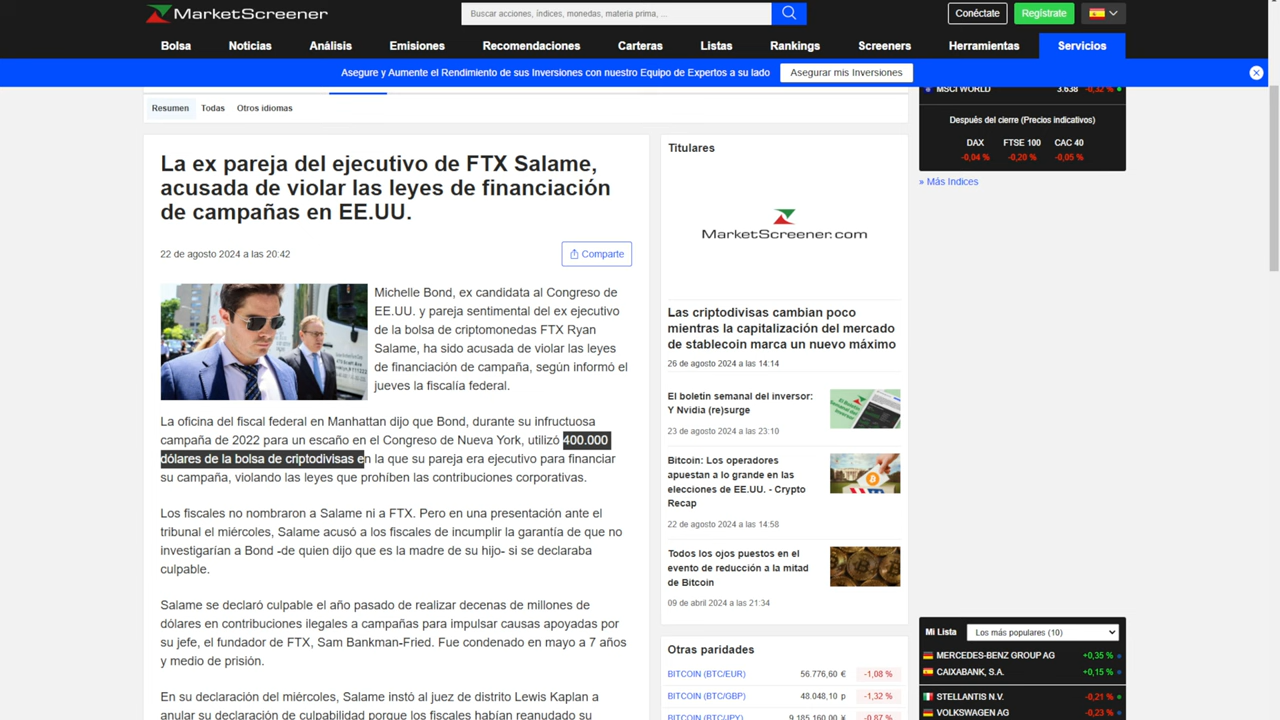 MarketScreener
Buscar acciones, índices, monedas, materia prima, ...
Conéctate
Regístrate
Bolsa
Noticias
Análisis
Emisiones
Recomendaciones
Carteras
Listas
Rankings
Screeners
Herramientas
Servicios
Asegure y Aumente el Rendimiento de sus Inversiones con nuestro Equipo de Expertos a su lado
Asegurar mis Inversiones
Resumen
Todas
Otros idiomas
La ex pareja del ejecutivo de FTX Salame,
acusada de violar las leyes de financiación
de campañas en EE.UU.
22 de agosto 2024 a las 20:42
Comparte
Michelle Bond, ex candidata al Congreso de
EE.UU. y pareja sentimental del ex ejecutivo
de la bolsa de criptomonedas FTX Ryan
Salame, ha sido acusada de violar las leyes
de financiación de campaña, según informó el
jueves la fiscalía federal.
La oficina del fiscal federal en Manhattan dijo que Bond, durante su infructuosa
campaña de 2022 para un escaño en el Congreso de Nueva York, utilizó 400.000
dólares de la bolsa de criptodivisas en la que su pareja era ejecutivo para financiar
su campaña, violando las leyes que prohíben las contribuciones corporativas.
Los fiscales no nombraron a Salame ni a FTX. Pero en una presentación ante el
tribunal el miércoles, Salame acusó a los fiscales de incumplir la garantía de que no
investigarían a Bond -de quien dijo que es la madre de su hijo- si se declaraba
culpable.
Salame se declaró culpable el año pasado de realizar decenas de millones de
dólares en contribuciones ilegales a campañas para impulsar causas apoyadas por
su jefe, el fundador de FTX, Sam Bankman-Fried. Fue condenado en mayo a 7 años
y medio de prisión.
En su declaración del miércoles, Salame instó al juez de distrito Lewis Kaplan a
anular su declaración de culpabilidad porque los fiscales habían reanudado su
Titulares
MarketScreener.com
Las criptodivisas cambian poco
mientras la capitalización del mercado
de stablecoin marca un nuevo máximo
26 de agosto 2024 a las 14:14
El boletín semanal del inversor:
Y Nvidia (re)surge
23 de agosto 2024 a las 23:10
Bitcoin: Los operadores
apuestan a lo grande en las
elecciones de EE.UU. - Crypto
Recap
22 de agosto 2024 a las 14:58
Todos los ojos puestos en el
evento de reducción a la mitad
de Bitcoin
09 de abril 2024 a las 21:34
Otras paridades
BITCOIN (BTC/EUR) 56.776,60 € -1,08 %
BITCOIN (BTC/GBP) 48.048,10 p -1,32 %
BITCOIN (BTC/JPY) 9.185.160,00 ¥ -0,87 %
MSCI WORLD 3.638 -0,32 %
Después del cierre (Precios indicativos)
DAX FTSE 100 CAC 40
-0,04 % -0,20 % -0,05 %
» Más Indices
Mi Lista
Los más populares (10)
MERCEDES-BENZ GROUP AG +0,35 %
CAIXABANK, S.A. +0,15 %
STELLANTIS N.V. -0,21 %
VOLKSWAGEN AG -0,23 %